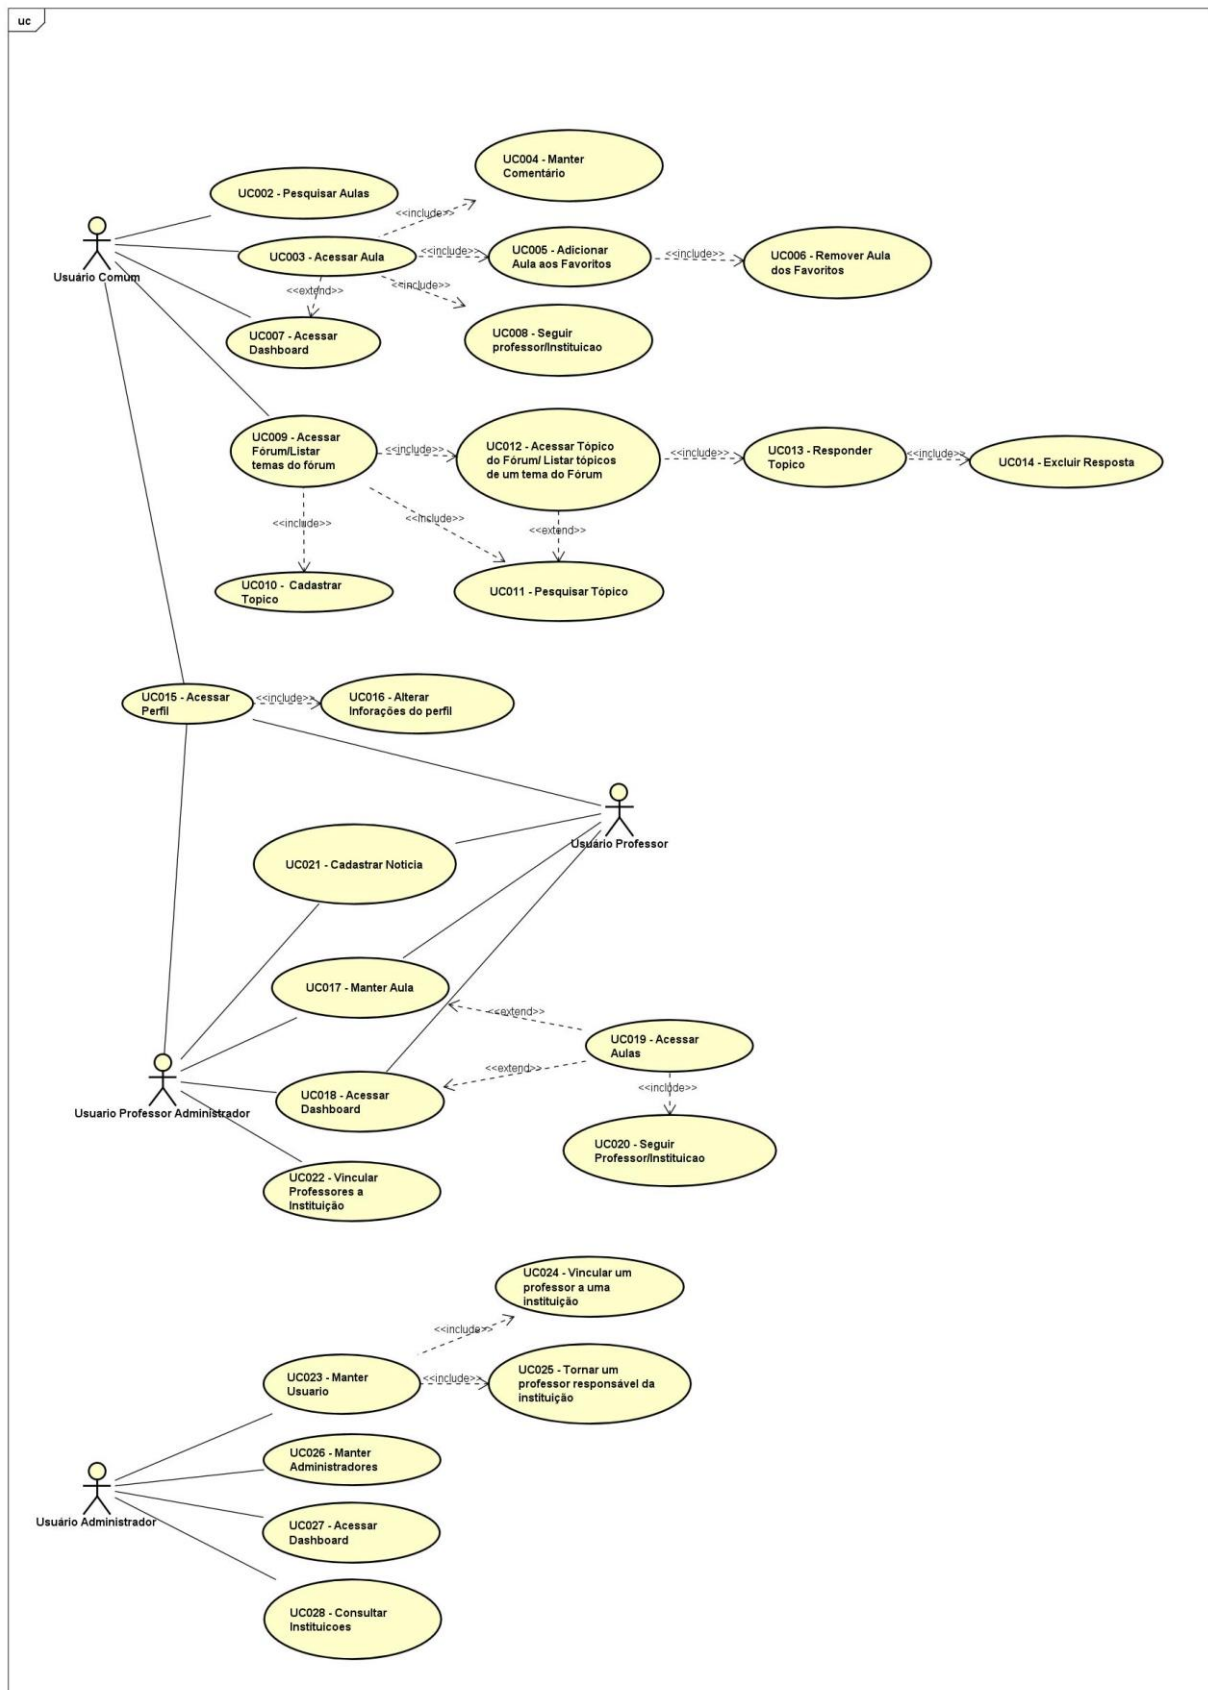 uc
UC004 - Manter
Comentário
UC002 - Pesquisar Aulas
<<include>>
UC003 - Acessar Aula
<<include>>
UC005 - Adicionar
Aula aos Favoritos
<<include>>
UC006 - Remover Aula
dos Favoritos
Usuário Comum
<<extend>>
<<include>>
UC007 - Acessar
Dashboard
UC008 - Seguir
professor/Instituicao
UC009 - Acessar
Fórum/Listar
temas do fórum
<<include>>
UC012 - Acessar Tópico
do Fórum/ Listar tópicos
de um tema do Fórum
<<include>>
UC013 - Responder
Topico
<<include>>
UC014 - Excluir Resposta
<<include>>
<<include>>
<<extend>>
UC010 - Cadastrar
Topico
UC011 - Pesquisar Tópico
UC015 - Acessar
Perfil
<<include>>
UC016 - Alterar
Inforações do perfil
Usuário Professor
UC021 - Cadastrar Noticia
UC017 - Manter Aula
<<extend>>
UC019 - Acessar
Aulas
<<extend>>
<<include>>
Usuario Professor Administrador
UC018 - Acessar
Dashboard
UC020 - Seguir
Professor/Instituicao
UC022 - Vincular
Professores a
Instituição
UC024 - Vincular um
professor a uma
instituição
<<include>>
UC023 - Manter
Usuario
<<include>>
UC025 - Tornar um
professor responsável da
instituição
UC026 - Manter
Administradores
Usuário Administrador
UC027 - Acessar
Dashboard
UC028 - Consultar
Instituicoes